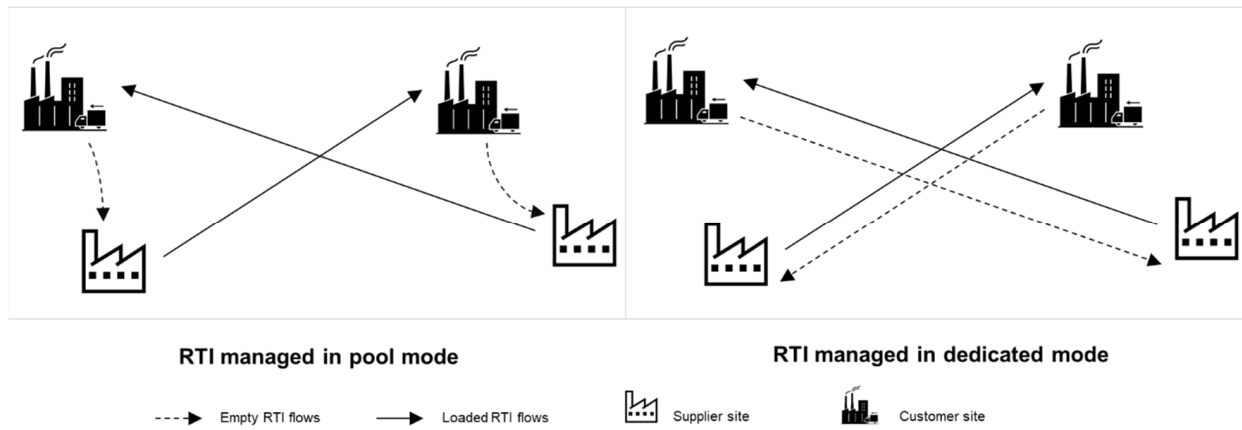 RTI managed in pool mode
RTI managed in dedicated mode
Empty RTI flows
Loaded RTI flows
Supplier site
Customer site